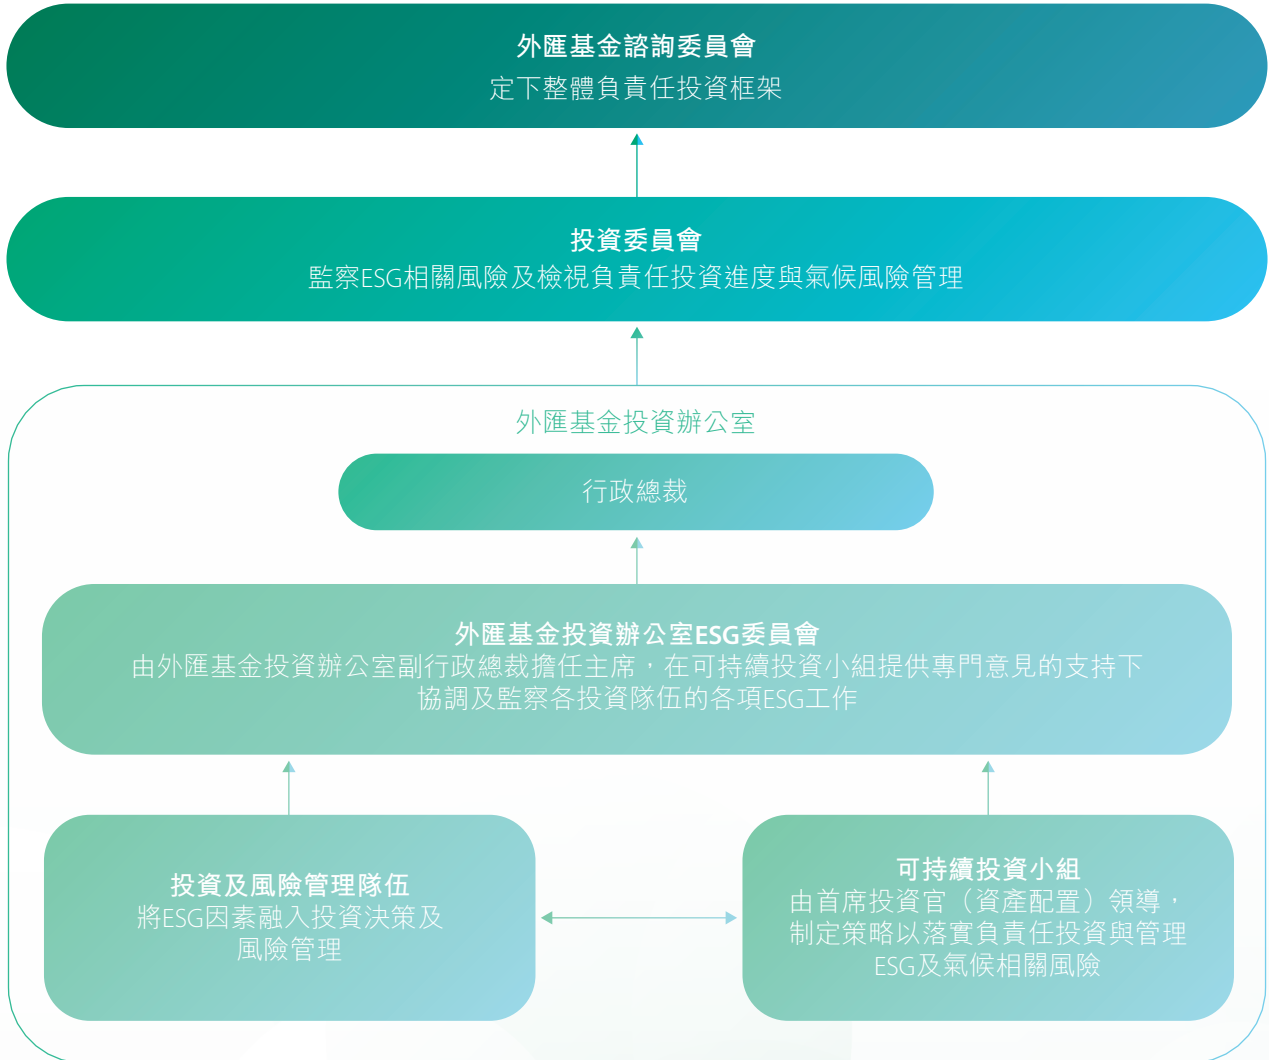 外匯基金諮詢委員會
定下整體負責任投資框架
投資委員會
監察ESG相關風險及檢視負責任投資進度與氣候風險管理
外匯基金投資辦公室
行政總裁
外匯基金投資辦公室ESG委員會
由外匯基金投資辦公室副行政總裁擔任主席，在可持續投資小組提供專門意見的支持下
協調及監察各投資隊伍的各項ESG工作
投資及風險管理隊伍
將ESG因素融入投資決策及
風險管理
可持續投資小組
由首席投資官（資產配置）領導，
制定策略以落實負責任投資與管理
ESG及氣候相關風險